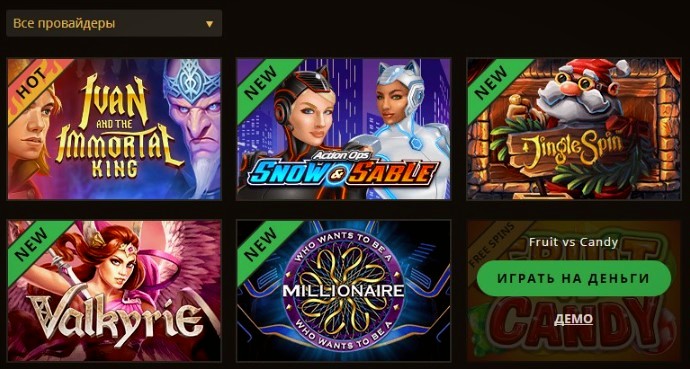 Все провайдеры
HOT
IVAN
AND THE
IMMORTAL
KING
NEW
Action Ops
SNOW & SABLE
NEW
Jingle Spin
NEW
Valkyrie
NEW
WHO WANTS TO BE A
MILLIONAIRE
WHO WANTS TO BE A
FREE SPINS
FRUIT
Fruit vs Candy
ИГРАТЬ НА ДЕНЬГИ
ДЕМО
CANDY